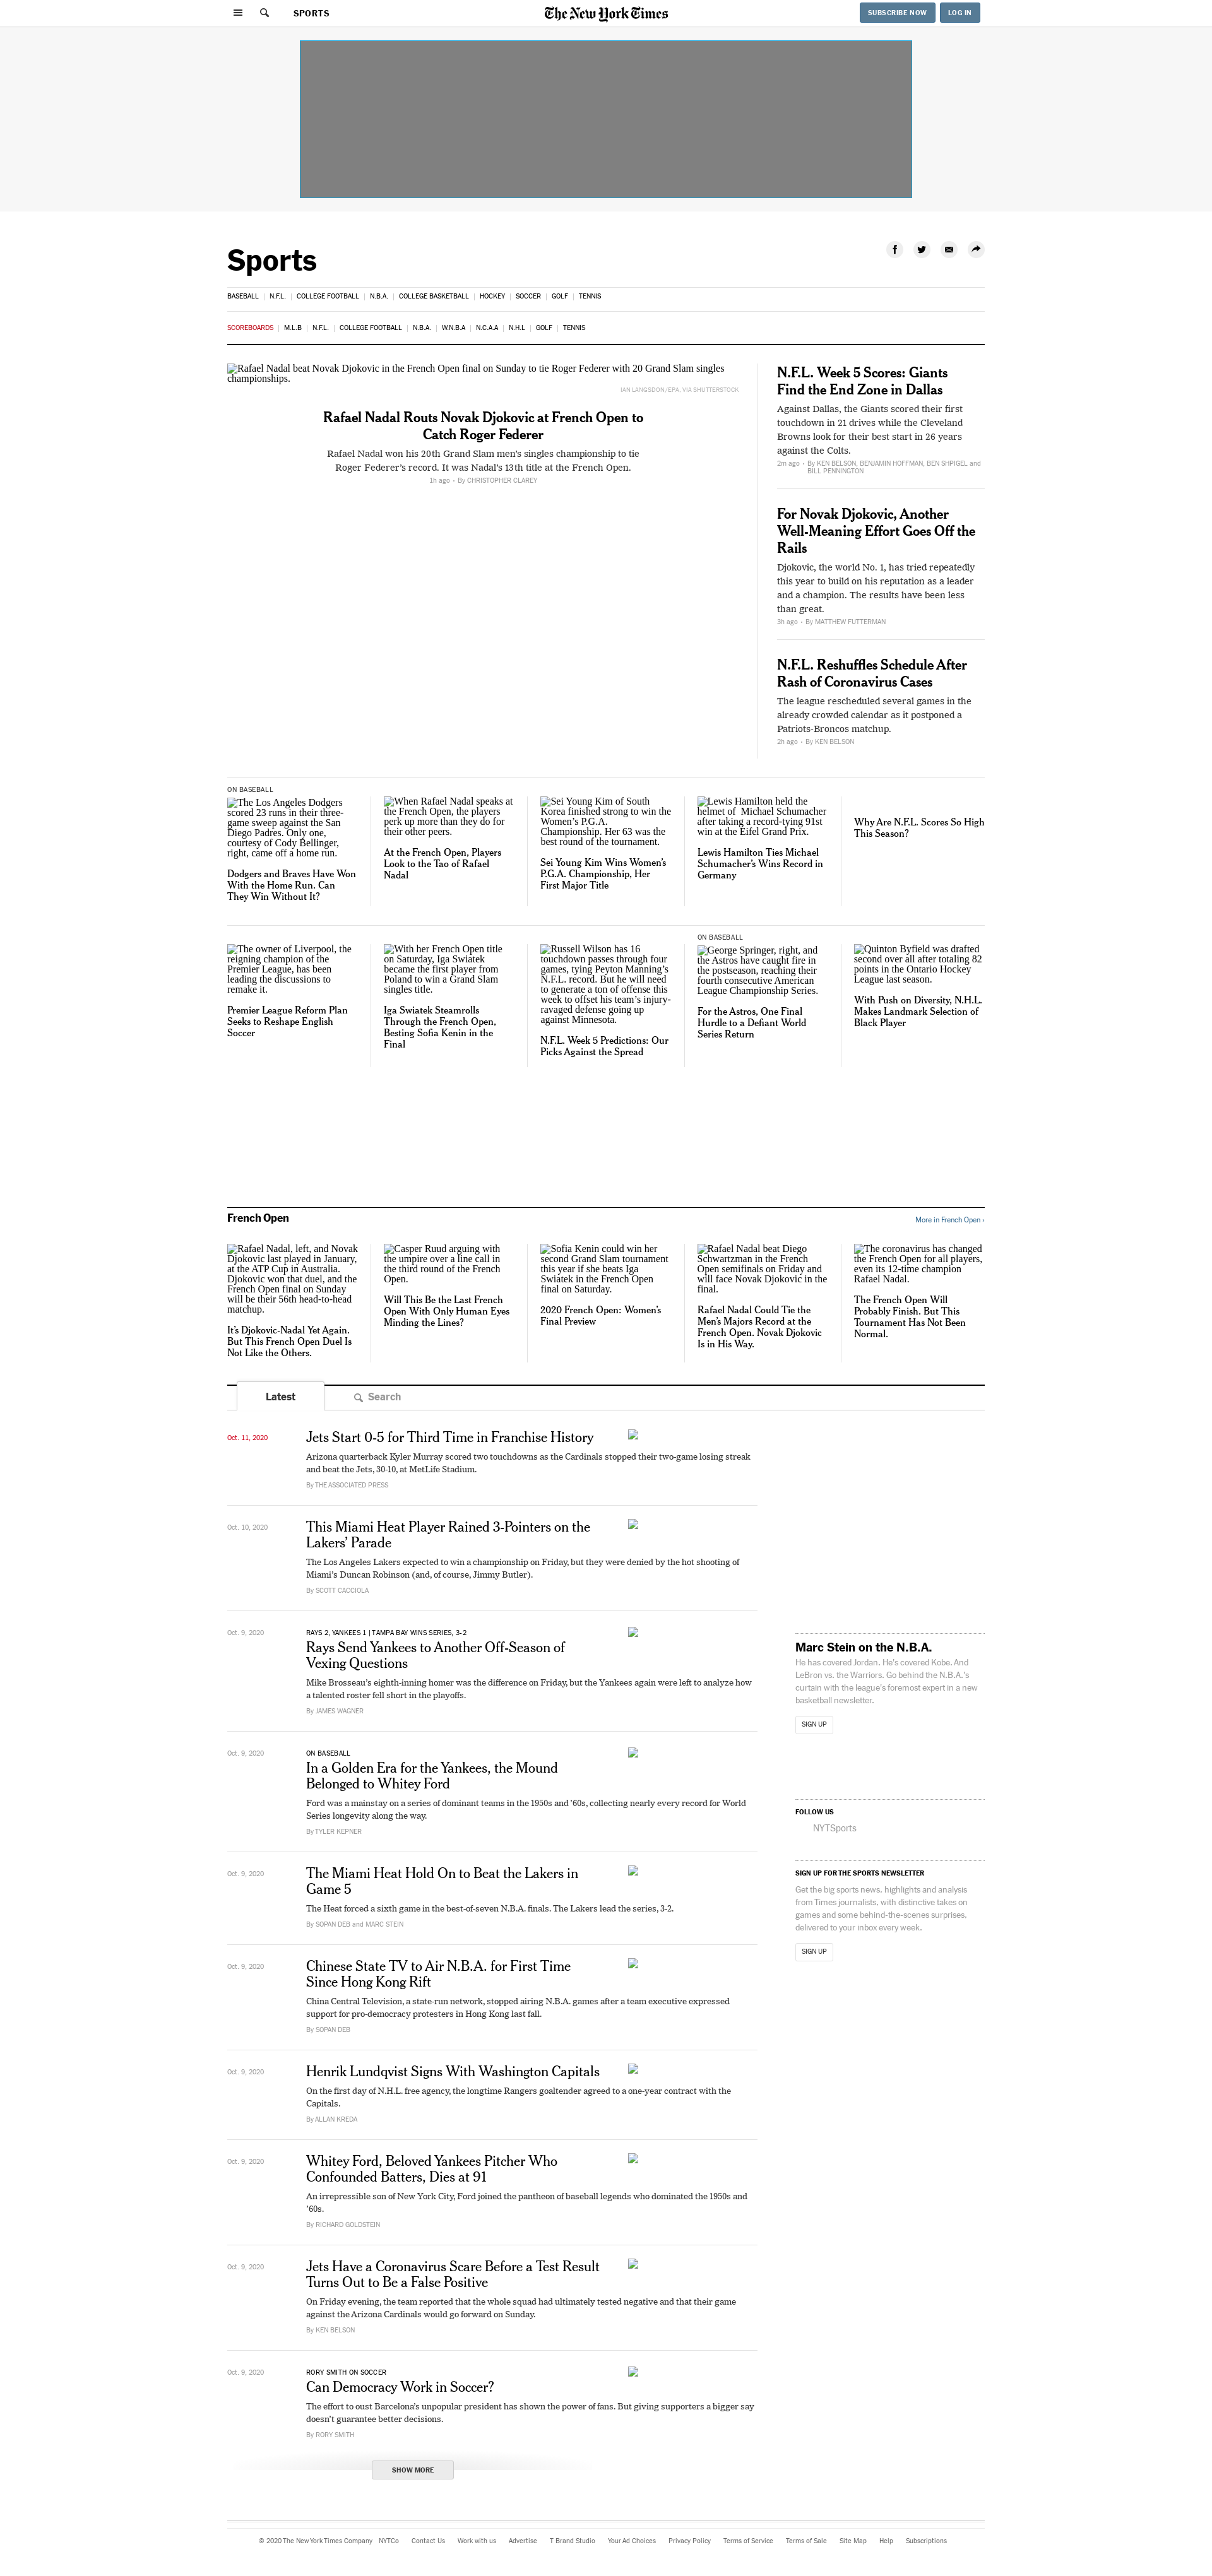 SPORTS
The New York Times
SUBSCRIBE NOW
LOG IN
Sports
BASEBALL
N.F.L.
COLLEGE FOOTBALL
N.B.A.
COLLEGE BASKETBALL
HOCKEY
SOCCER
GOLF
TENNIS
SCOREBOARDS
M.L.B
N.F.L.
COLLEGE FOOTBALL
N.B.A.
W.N.B.A
N.C.A.A
N.H.L
GOLF
TENNIS
Rafael Nadal beat Novak Djokovic in the French Open final on Sunday to tie Roger Federer with 20 Grand Slam singles
championships.
IAN LANGSDON/EPA, VIA SHUTTERSTOCK
Rafael Nadal Routs Novak Djokovic at French Open to
Catch Roger Federer
Rafael Nadal won his 20th Grand Slam men's singles championship to tie
Roger Federer's record. It was Nadal's 13th title at the French Open.
1h ago • By CHRISTOPHER CLAREY
N.F.L. Week 5 Scores: Giants
Find the End Zone in Dallas
Against Dallas, the Giants scored their first
touchdown in 21 drives while the Cleveland
Browns look for their best start in 26 years
against the Colts.
2m ago • By KEN BELSON, BENJAMIN HOFFMAN, BEN SHPIGEL and
BILL PENNINGTON
For Novak Djokovic, Another
Well-Meaning Effort Goes Off the
Rails
Djokovic, the world No. 1, has tried repeatedly
this year to build on his reputation as a leader
and a champion. The results have been less
than great.
3h ago • By MATTHEW FUTTERMAN
N.F.L. Reshuffles Schedule After
Rash of Coronavirus Cases
The league rescheduled several games in the
already crowded calendar as it postponed a
Patriots-Broncos matchup.
2h ago • By KEN BELSON
ON BASEBALL
The Los Angeles Dodgers
scored 23 runs in their three-
game sweep against the San
Diego Padres. Only one,
courtesy of Cody Bellinger,
right, came off a home run.
Dodgers and Braves Have Won
With the Home Run. Can
They Win Without It?
When Rafael Nadal speaks at
the French Open, the players
perk up more than they do for
their other peers.
At the French Open, Players
Look to the Tao of Rafael
Nadal
Sei Young Kim of South
Korea finished strong to win the
Women's P.G.A.
Championship. Her 63 was the
best round of the tournament.
Sei Young Kim Wins Women's
P.G.A. Championship, Her
First Major Title
Lewis Hamilton held the
helmet of Michael Schumacher
after taking a record-tying 91st
win at the Eifel Grand Prix.
Lewis Hamilton Ties Michael
Schumacher's Wins Record in
Germany
Why Are N.F.L. Scores So High
This Season?
The owner of Liverpool, the
reigning champion of the
Premier League, has been
leading the discussions to
remake it.
Premier League Reform Plan
Seeks to Reshape English
Soccer
With her French Open title
on Saturday, Iga Swiatek
became the first player from
Poland to win a Grand Slam
singles title.
Iga Swiatek Steamrolls
Through the French Open,
Besting Sofia Kenin in the
Final
Russell Wilson has 16
touchdown passes through four
games, tying Peyton Manning's
N.F.L. record. But he will need
to generate a ton of offense this
week to offset his team's injury-
ravaged defense going up
against Minnesota.
N.F.L. Week 5 Predictions: Our
Picks Against the Spread
ON BASEBALL
George Springer, right, and
the Astros have caught fire in
the postseason, reaching their
fourth consecutive American
League Championship Series.
For the Astros, One Final
Hurdle to a Defiant World
Series Return
Quinton Byfield was drafted
second over all after totaling 82
points in the Ontario Hockey
League last season.
With Push on Diversity, N.H.L.
Makes Landmark Selection of
Black Player
French Open
More in French Open ›
Rafael Nadal, left, and Novak
Djokovic last played in January,
at the ATP Cup in Australia.
Djokovic won that duel, and the
French Open final on Sunday
will be their 56th head-to-head
matchup.
It's Djokovic-Nadal Yet Again.
But This French Open Duel Is
Not Like the Others.
Casper Ruud arguing with
the umpire over a line call in
the third round of the French
Open.
Will This Be the Last French
Open With Only Human Eyes
Minding the Lines?
Sofia Kenin could win her
second Grand Slam tournament
this year if she beats Iga
Swiatek in the French Open
final on Saturday.
2020 French Open: Women's
Final Preview
Rafael Nadal beat Diego
Schwartzman in the French
Open semifinals on Friday and
will face Novak Djokovic in the
final.
Rafael Nadal Could Tie the
Men's Majors Record at the
French Open. Novak Djokovic
Is in His Way.
The coronavirus has changed
the French Open for all players,
even its 12-time champion
Rafael Nadal.
The French Open Will
Probably Finish. But This
Tournament Has Not Been
Normal.
Latest
Search
Oct. 11, 2020
Jets Start 0-5 for Third Time in Franchise History
Arizona quarterback Kyler Murray scored two touchdowns as the Cardinals stopped their two-game losing streak
and beat the Jets, 30-10, at MetLife Stadium.
By THE ASSOCIATED PRESS
Oct. 10, 2020
This Miami Heat Player Rained 3-Pointers on the
Lakers' Parade
The Los Angeles Lakers expected to win a championship on Friday, but they were denied by the hot shooting of
Miami's Duncan Robinson (and, of course, Jimmy Butler).
By SCOTT CACCIOLA
Oct. 9, 2020
RAYS 2, YANKEES 1 | TAMPA BAY WINS SERIES, 3-2
Rays Send Yankees to Another Off-Season of
Vexing Questions
Mike Brosseau's eighth-inning homer was the difference on Friday, but the Yankees again were left to analyze how
a talented roster fell short in the playoffs.
By JAMES WAGNER
Oct. 9, 2020
ON BASEBALL
In a Golden Era for the Yankees, the Mound
Belonged to Whitey Ford
Ford was a mainstay on a series of dominant teams in the 1950s and '60s, collecting nearly every record for World
Series longevity along the way.
By TYLER KEPNER
Oct. 9, 2020
The Miami Heat Hold On to Beat the Lakers in
Game 5
The Heat forced a sixth game in the best-of-seven N.B.A. finals. The Lakers lead the series, 3-2.
By SOPAN DEB and MARC STEIN
Oct. 9, 2020
Chinese State TV to Air N.B.A. for First Time
Since Hong Kong Rift
China Central Television, a state-run network, stopped airing N.B.A. games after a team executive expressed
support for pro-democracy protesters in Hong Kong last fall.
By SOPAN DEB
Oct. 9, 2020
Henrik Lundqvist Signs With Washington Capitals
On the first day of N.H.L. free agency, the longtime Rangers goaltender agreed to a one-year contract with the
Capitals.
By ALLAN KREDA
Oct. 9, 2020
Whitey Ford, Beloved Yankees Pitcher Who
Confounded Batters, Dies at 91
An irrepressible son of New York City, Ford joined the pantheon of baseball legends who dominated the 1950s and
'60s.
By RICHARD GOLDSTEIN
Oct. 9, 2020
Jets Have a Coronavirus Scare Before a Test Result
Turns Out to Be a False Positive
On Friday evening, the team reported that the whole squad had ultimately tested negative and that their game
against the Arizona Cardinals would go forward on Sunday.
By KEN BELSON
Oct. 9, 2020
RORY SMITH ON SOCCER
Can Democracy Work in Soccer?
The effort to oust Barcelona's unpopular president has shown the power of fans. But giving supporters a bigger say
doesn't guarantee better decisions.
By RORY SMITH
SHOW MORE
Marc Stein on the N.B.A.
He has covered Jordan. He's covered Kobe. And
LeBron vs. the Warriors. Go behind the N.B.A.'s
curtain with the league's foremost expert in a new
basketball newsletter.
SIGN UP
FOLLOW US
NYTSports
SIGN UP FOR THE SPORTS NEWSLETTER
Get the big sports news, highlights and analysis
from Times journalists, with distinctive takes on
games and some behind-the-scenes surprises,
delivered to your inbox every week.
SIGN UP
© 2020 The New York Times Company
NYTCo
Contact Us
Work with us
Advertise
T Brand Studio
Your Ad Choices
Privacy Policy
Terms of Service
Terms of Sale
Site Map
Help
Subscriptions